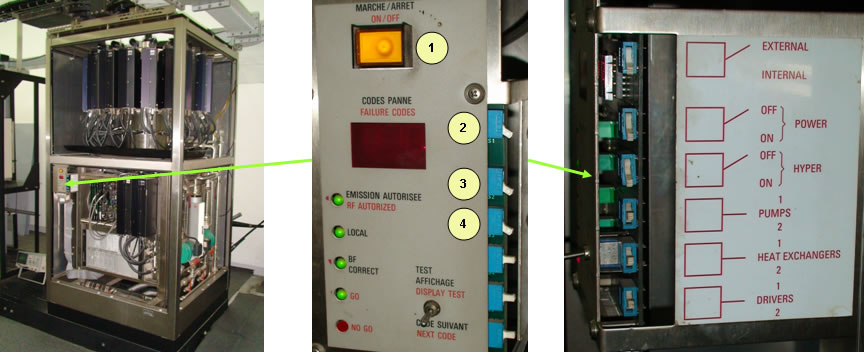 MARCHE/ARRET
ON/OFF
1
CODES PANNE
FAILURE CODES
2
3
EMISSION AUTORISEE
RF AUTORIZED
4
LOCAL
BF
CORRECT
TEST
AFFICHAGE
DISPLAY TEST
GO
NO GO
CODE SUIVANT
NEXT CODE
EXTERNAL
INTERNAL
OFF
POWER
ON
OFF
HYPER
ON
1
PUMPS
2
1
HEAT EXCHANGERS
2
1
DRIVERS
2